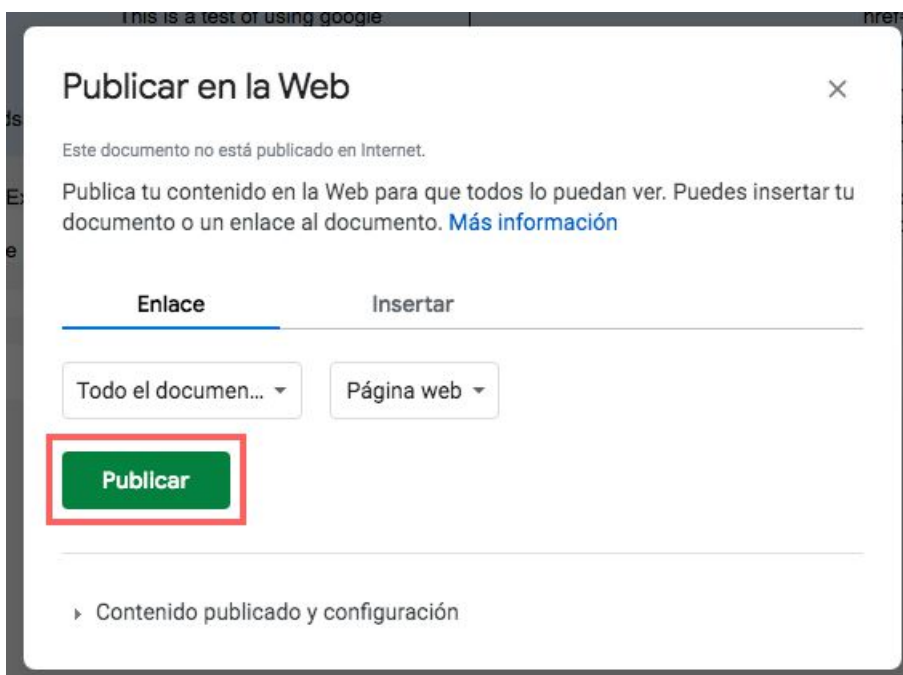 This is a test of using google
href
Publicar en la Web
Este documento no está publicado en Internet.
Publica tu contenido en la Web para que todos lo puedan ver. Puedes insertar tu
documento o un enlace al documento. Más información
Enlace Insertar
Todo el documen... Página web
Publicar
Contenido publicado y configuración